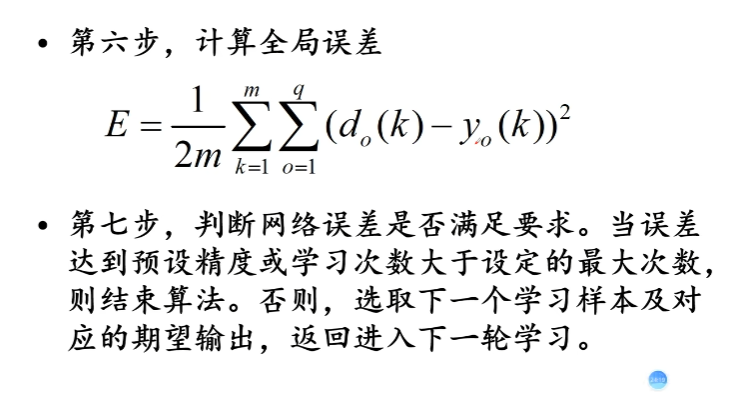 • 第六步，计算全局误差
E = \frac{1}{2m} \sum_{k=1}^{m} \sum_{o=1}^{q} (d_o(k) - y_o(k))^2
• 第七步，判断网络误差是否满足要求。当误差
达到预设精度或学习次数大于设定的最大次数，
则结束算法。否则，选取下一个学习样本及对
应的期望输出，返回进入下一轮学习。